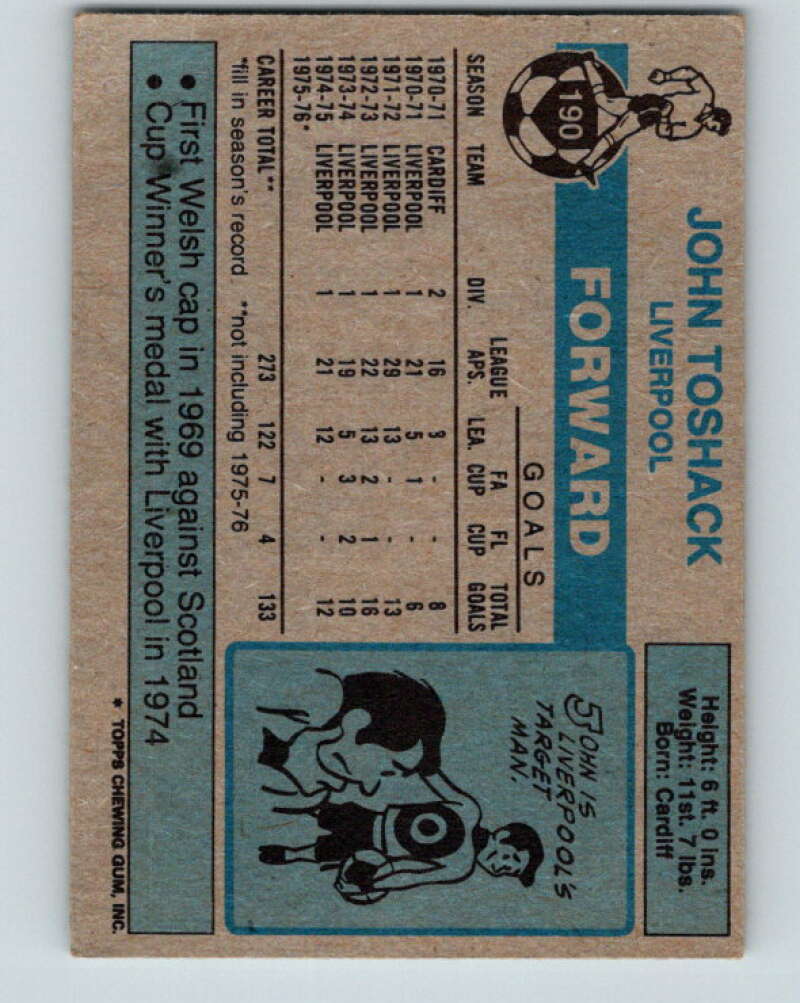 190
JOHN TOSHACK
LIVERPOOL
FORWARD
Height: 6 ft. 0 ins.
Weight: 11st. 7 lbs.
Born: Cardiff
GOALS
LEAGUE FA FL TOTAL
SEASON TEAM DIV. APS. LEA. CUP CUP GOALS
1970-71 CARDIFF 2 16 8 - - 8
1970-71 LIVERPOOL 1 21 5 1 - 6
1971-72 LIVERPOOL 1 29 13 - - 13
1972-73 LIVERPOOL 1 22 13 2 1 16
1973-74 LIVERPOOL 1 19 5 3 2 10
1974-75 LIVERPOOL 1 21 12 - - 12
1975-76*
CAREER TOTAL** 273 122 7 4 133
*fill in season's record **not including 1975-76
JOHN IS
LIVERPOOL'S
TARGET
MAN.
• First Welsh cap in 1969 against Scotland
• Cup Winner's medal with Liverpool in 1974
* TOPPS CHEWING GUM, INC.